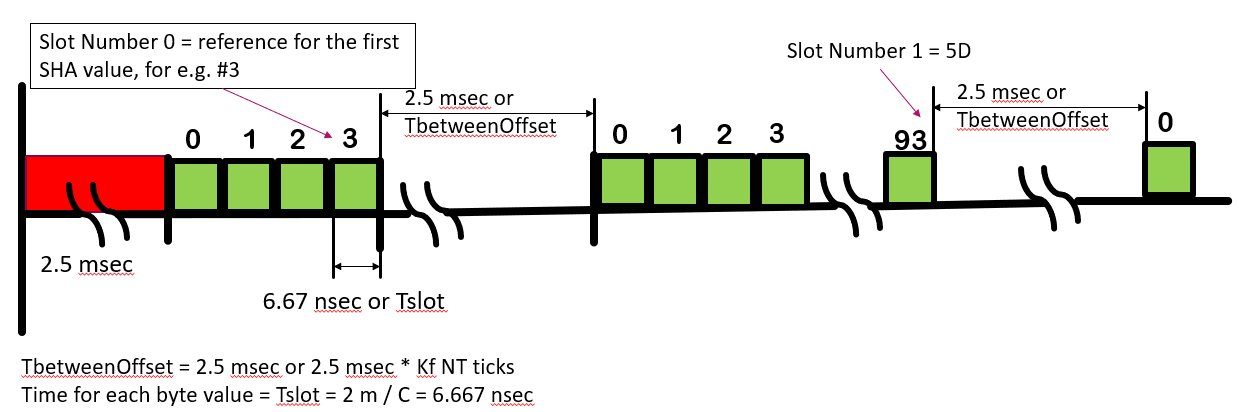 Slot Number 0 = reference for the first
SHA value, for e.g. #3
Slot Number 1 = 5D
2.5 msec or
TbetweenOffset
2.5 msec or
TbetweenOffset
0 1 2 3
0 1 2 3
93
0
2.5 msec
6.67 nsec or Tslot
TbetweenOffset = 2.5 msec or 2.5 msec * Kf NT ticks
Time for each byte value = Tslot = 2 m / C = 6.667 nsec